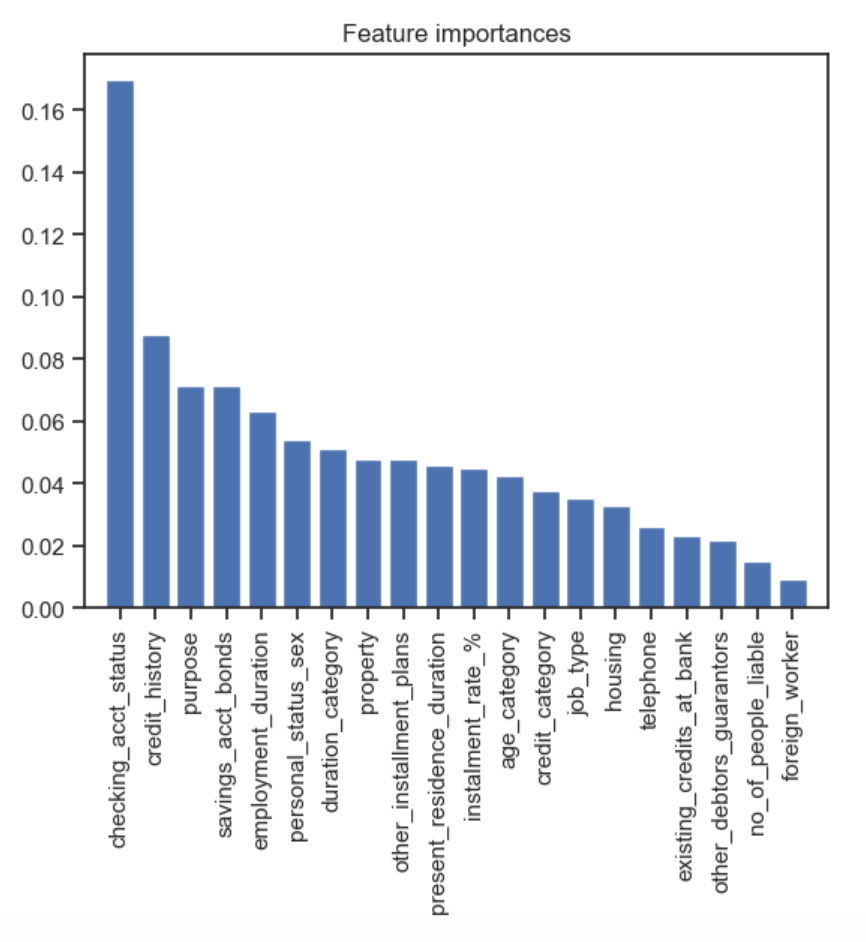 Feature importances
0.16
0.14
0.12
0.10
0.08
0.06
0.04
0.02
0.00
checking_acct_status
credit_history
purpose
savings_acct_bonds
employment_duration
personal_status_sex
duration_category
property
other_installment_plans
present_residence_duration
instalment_rate_%
age_category
credit_category
job_type
housing
telephone
existing_credits_at_bank
other_debtors_guarantors
no_of_people_liable
foreign_worker